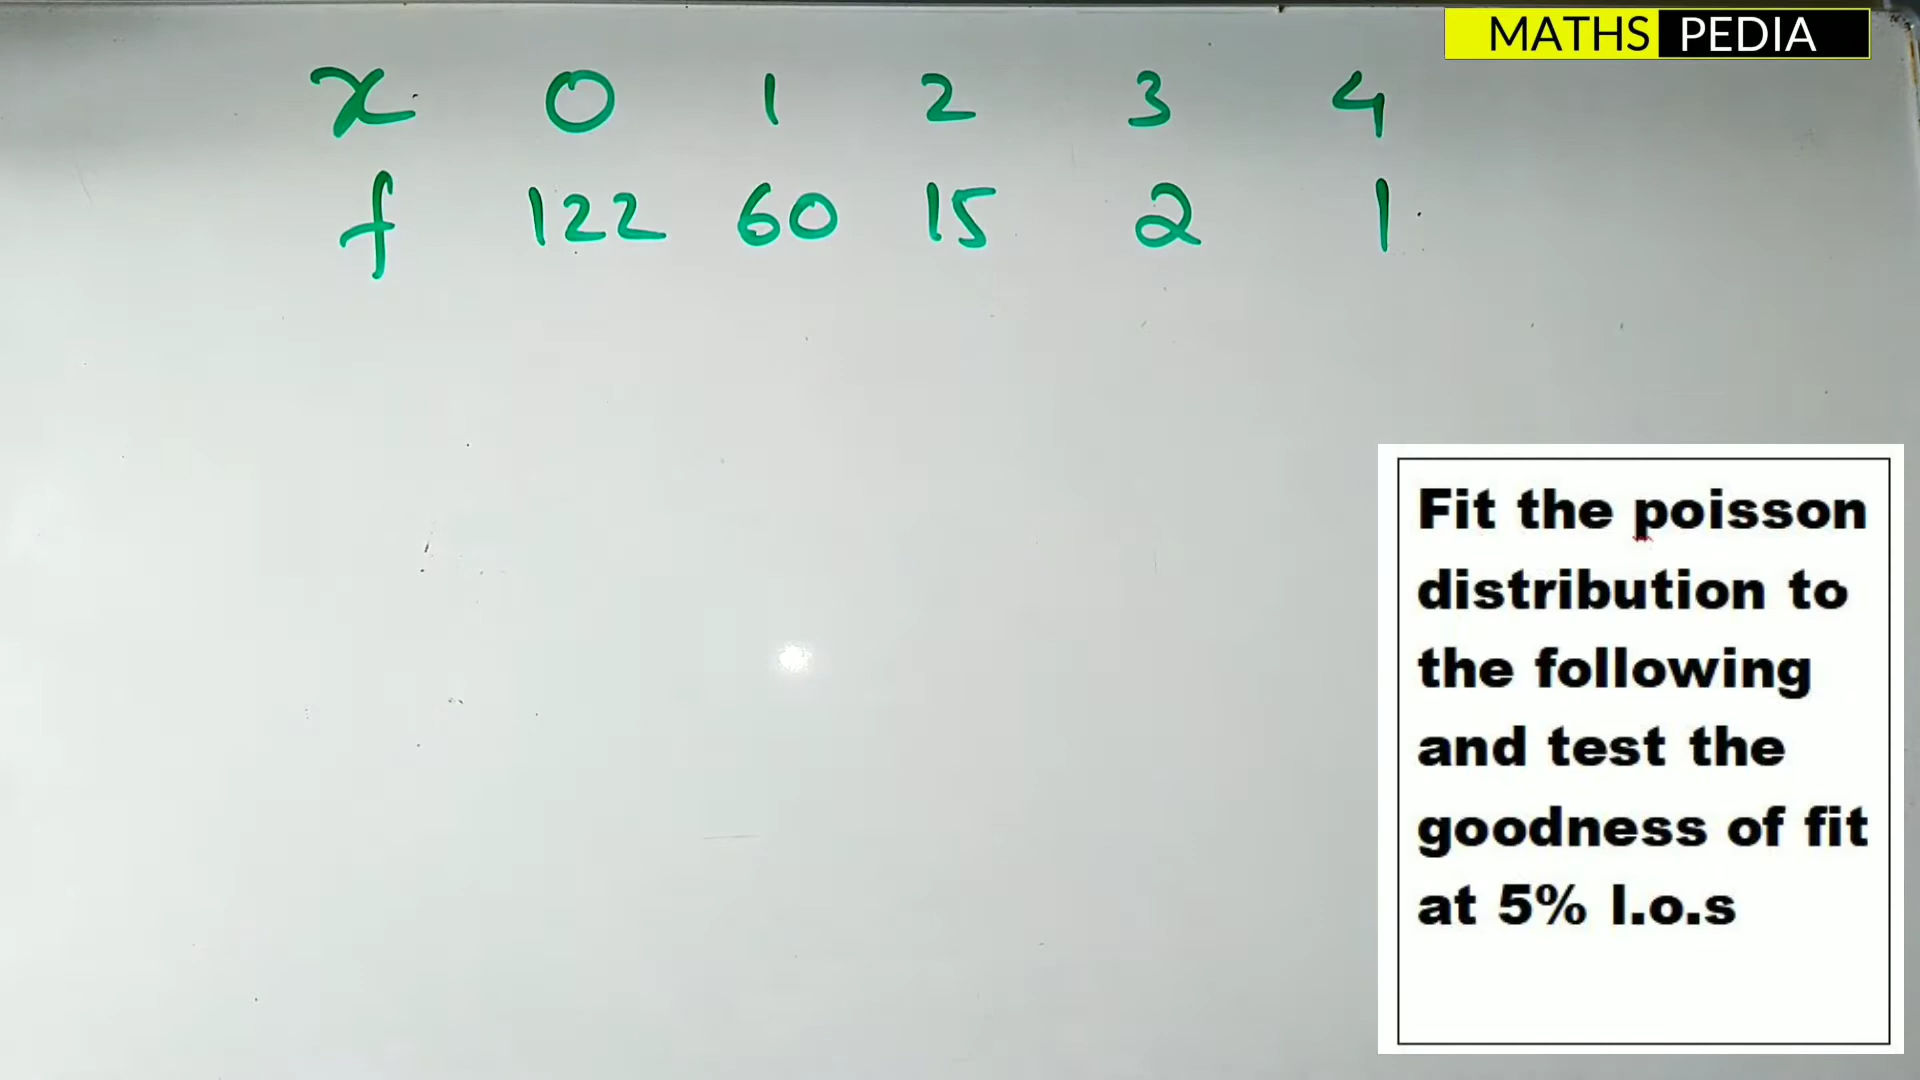 MATHS PEDIA
x 0 1 2 3 4
f 122 60 15 2 1
Fit the poisson
distribution to
the following
and test the
goodness of fit
at 5% l.o.s